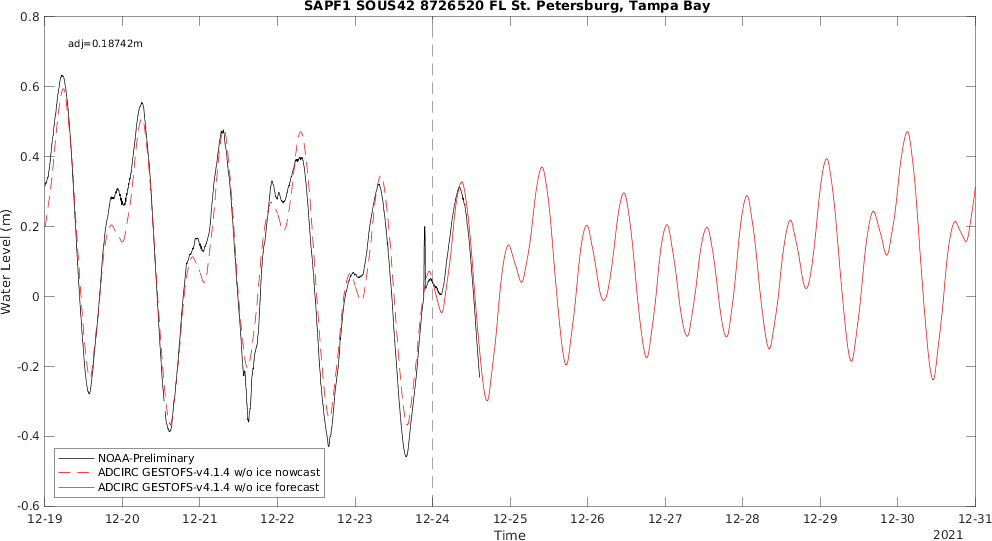 SAPF1 SOUS42 8726520 FL St. Petersburg, Tampa Bay
adj=0.18742m
0.8
0.6
0.4
0.2
0
-0.2
-0.4
-0.6
Water Level (m)
NOAA-Preliminary
ADCIRC GESTOFS-v4.1.4 w/o ice nowcast
ADCIRC GESTOFS-v4.1.4 w/o ice forecast
12-19 12-20 12-21 12-22 12-23 12-24 12-25 12-26 12-27 12-28 12-29 12-30 12-31
Time
2021